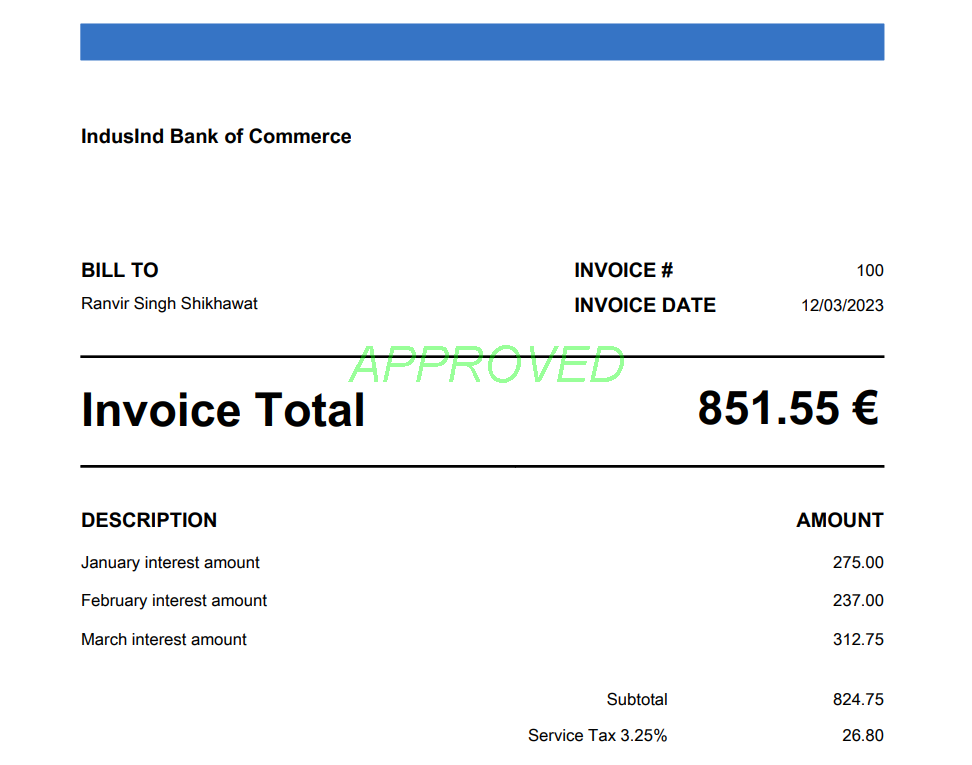 IndusInd Bank of Commerce
BILL TO
Ranvir Singh Shikhawat
INVOICE # 100
INVOICE DATE 12/03/2023
APPROVED
Invoice Total 851.55 €
DESCRIPTION AMOUNT
January interest amount 275.00
February interest amount 237.00
March interest amount 312.75
Subtotal 824.75
Service Tax 3.25% 26.80